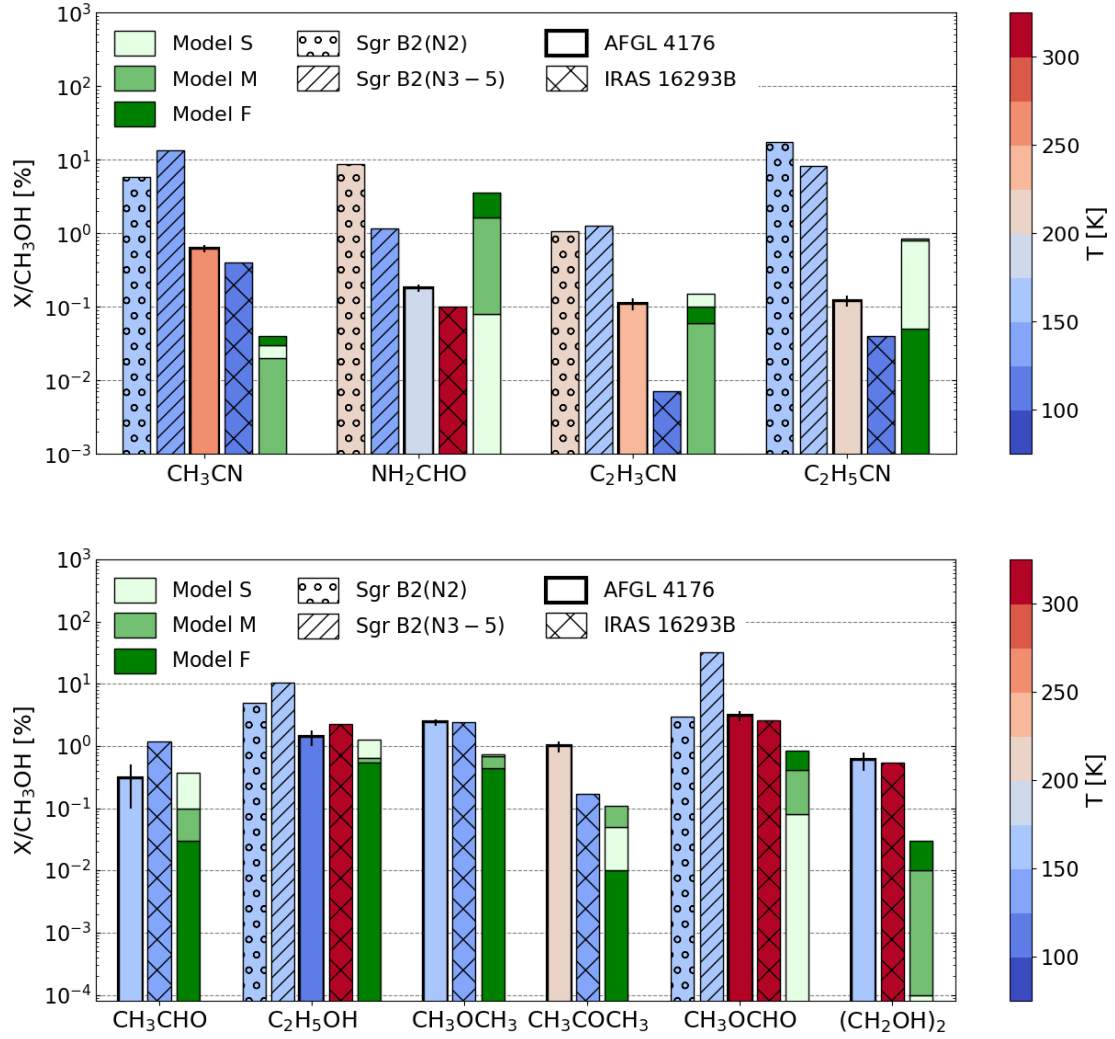 10³
10²
10¹
10⁰
10⁻¹
10⁻²
10⁻³
X/CH₃OH [%]
Model S
Model M
Model F
Sgr B2(N2)
Sgr B2(N3−5)
AFGL 4176
IRAS 16293B
CH₃CN
NH₂CHO
C₂H₃CN
C₂H₅CN
300
250
200
150
100
T [K]
10³
10²
10¹
10⁰
10⁻¹
10⁻²
10⁻³
10⁻⁴
X/CH₃OH [%]
Model S
Model M
Model F
Sgr B2(N2)
Sgr B2(N3−5)
AFGL 4176
IRAS 16293B
CH₃CHO
C₂H₅OH
CH₃OCH₃
CH₃COCH₃
CH₃OCHO
(CH₂OH)₂
300
250
200
150
100
T [K]